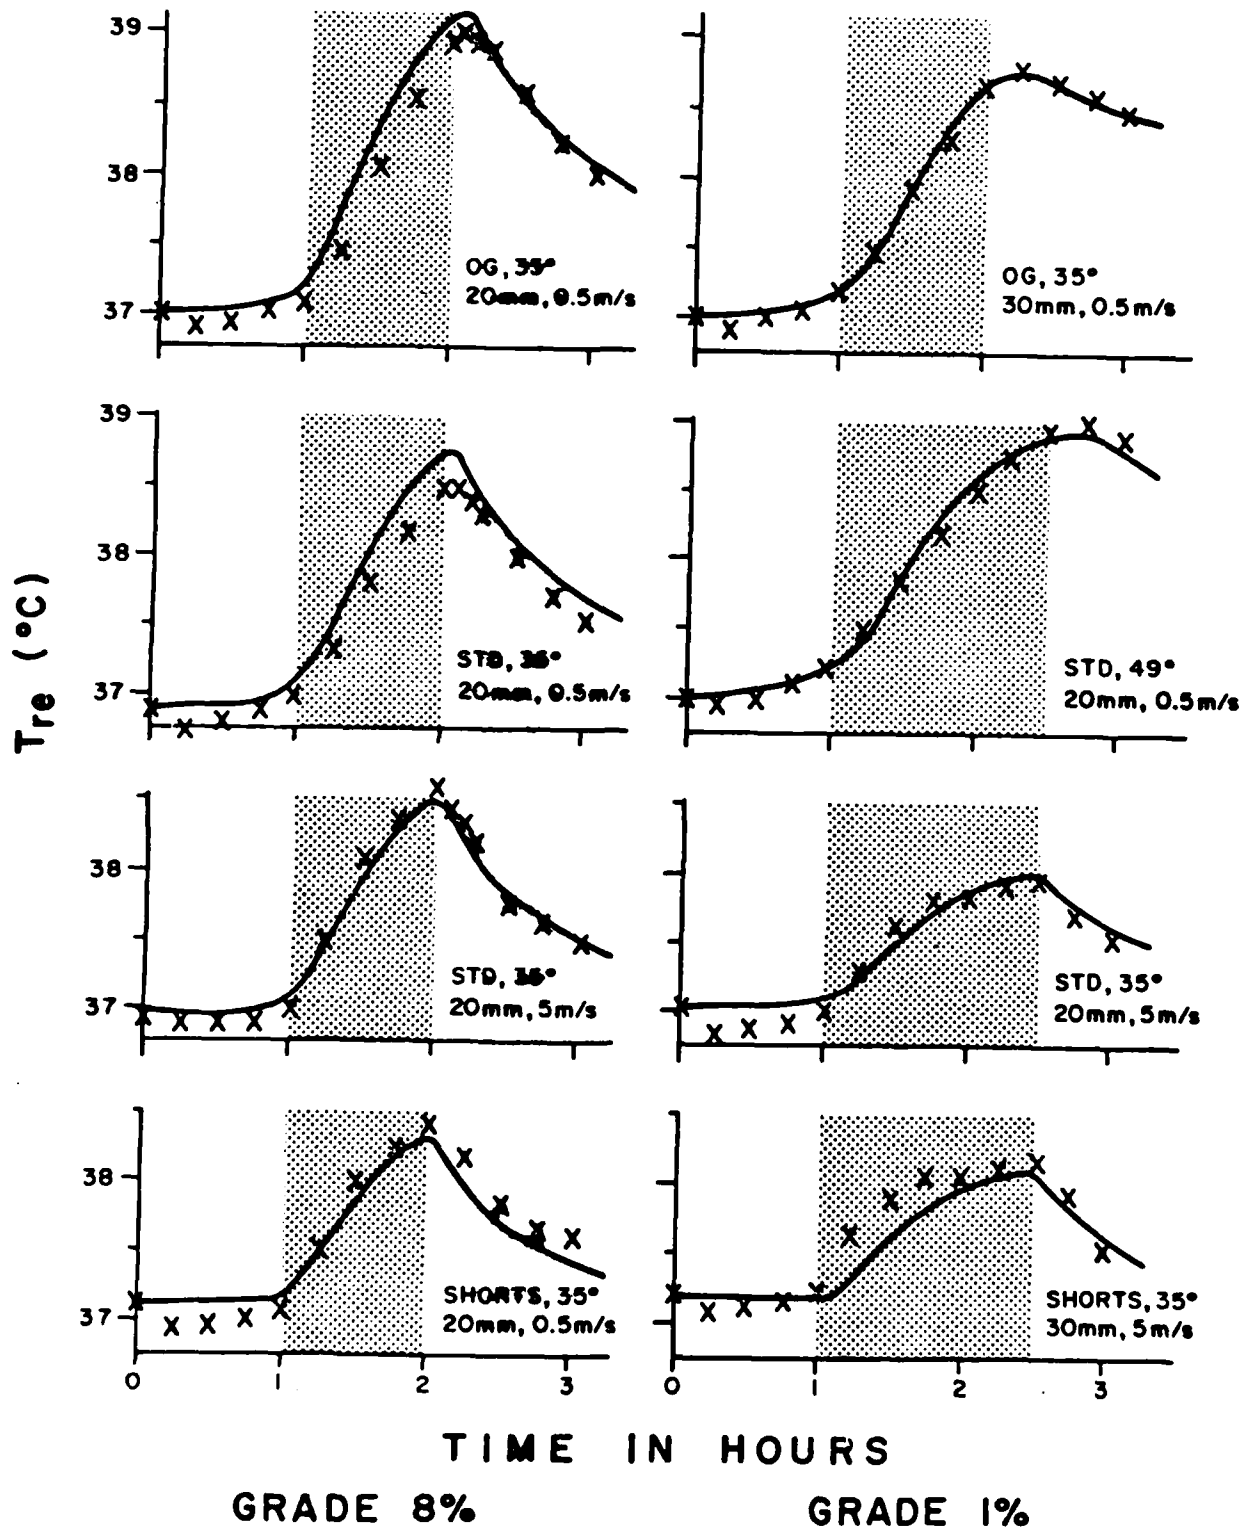 39
38
37
OG, 35°
20mm, 0.5m/s
OG, 35°
30mm, 0.5m/s
39
38
37
STD, 35°
20mm, 0.5m/s
STD, 49°
20mm, 0.5m/s
Tre (°C)
38
37
STD, 35°
20mm, 5m/s
STD, 35°
20mm, 5m/s
38
37
SHORTS, 35°
20mm, 0.5m/s
SHORTS, 35°
30mm, 5m/s
0 1 2 3
0 1 2 3
TIME IN HOURS
GRADE 8%
GRADE 1%